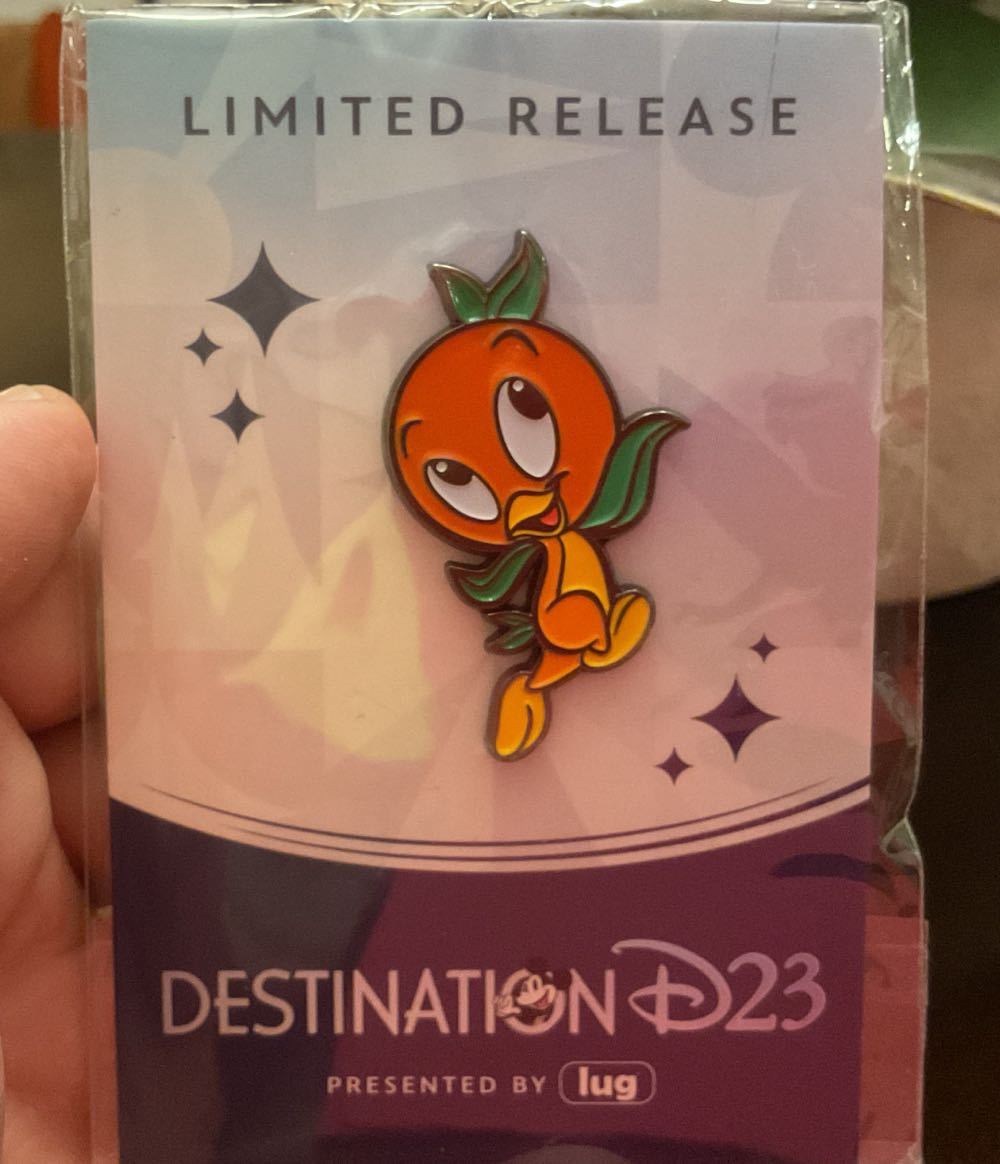 LIMITED RELEASE
DESTINATION D23
PRESENTED BY lug